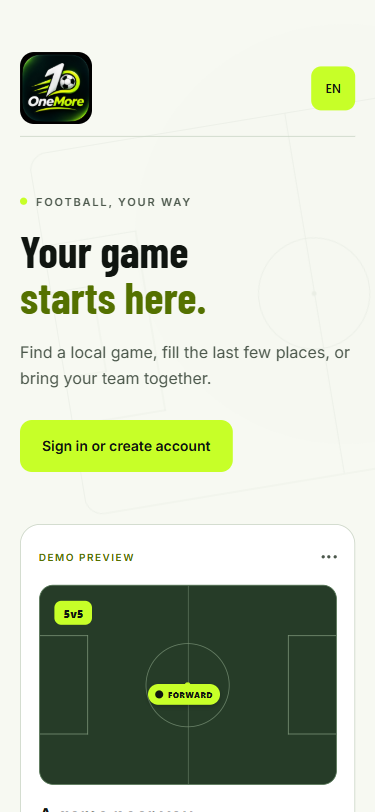 1
OneMore
EN
FOOTBALL, YOUR WAY
Your game
starts here.
Find a local game, fill the last few places, or
bring your team together.
Sign in or create account
DEMO PREVIEW
5v5
FORWARD